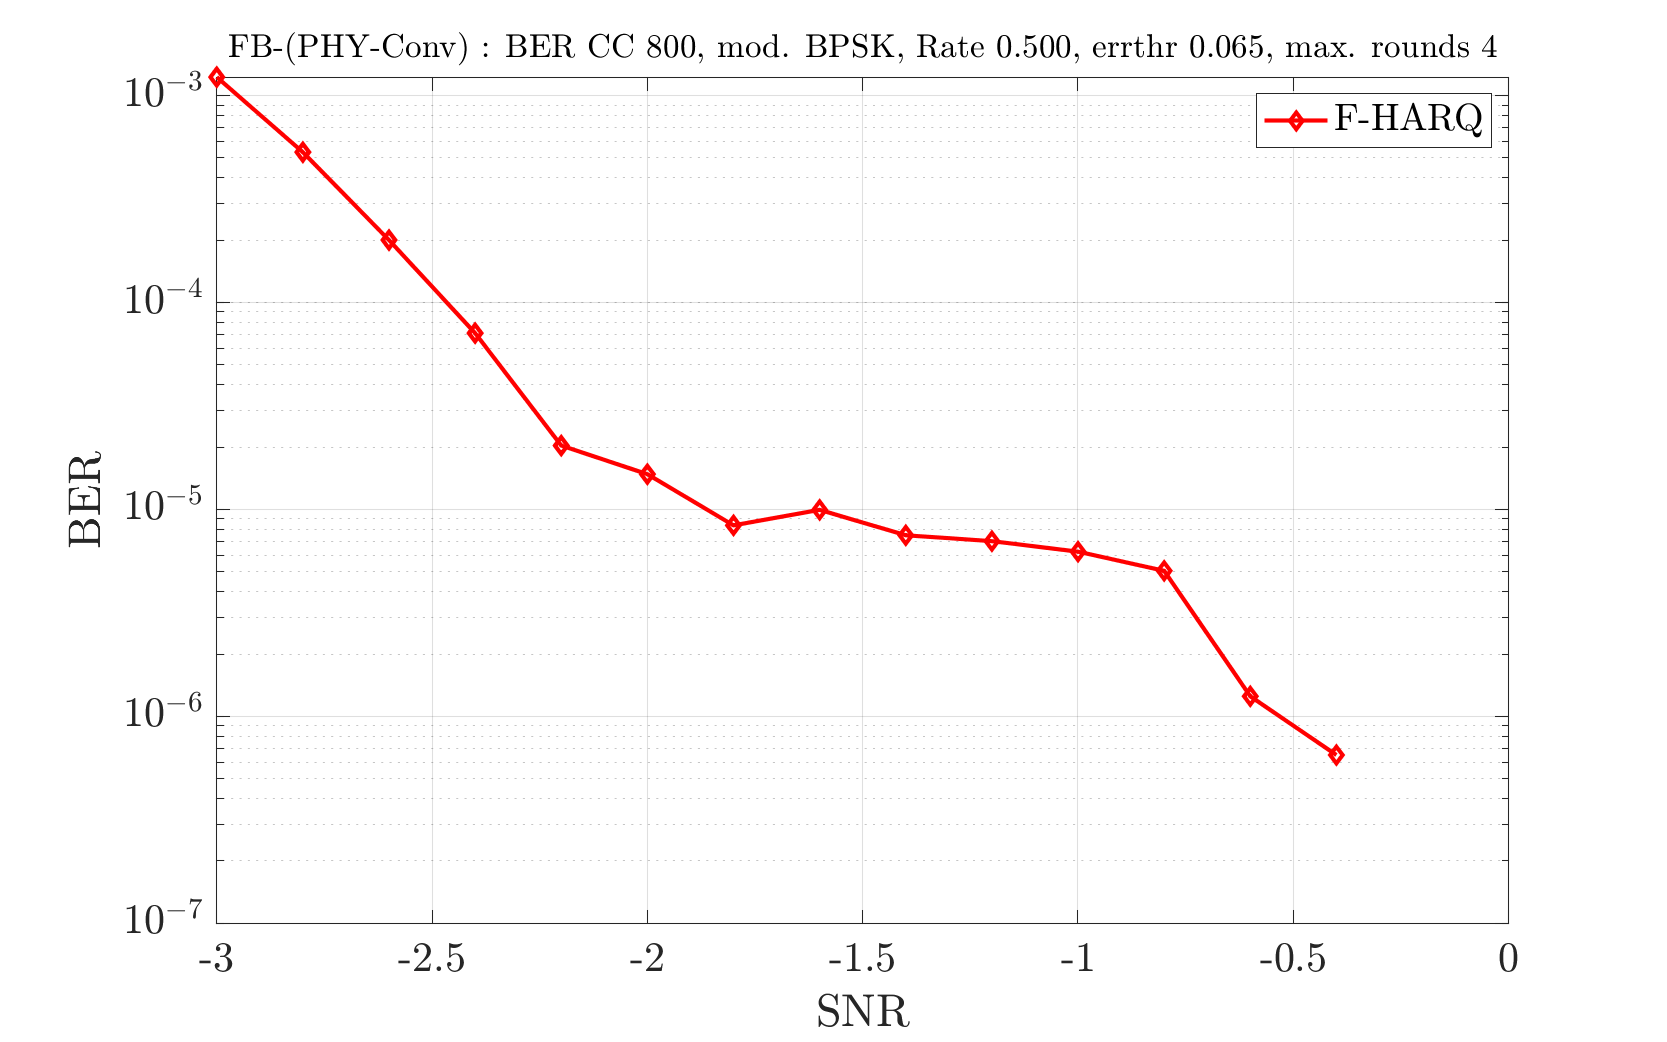 FB-(PHY-Conv) : BER CC 800, mod. BPSK, Rate 0.500, errthr 0.065, max. rounds 4
F-HARQ
10⁻³
10⁻⁴
10⁻⁵
10⁻⁶
10⁻⁷
BER
-3 -2.5 -2 -1.5 -1 -0.5 0
SNR